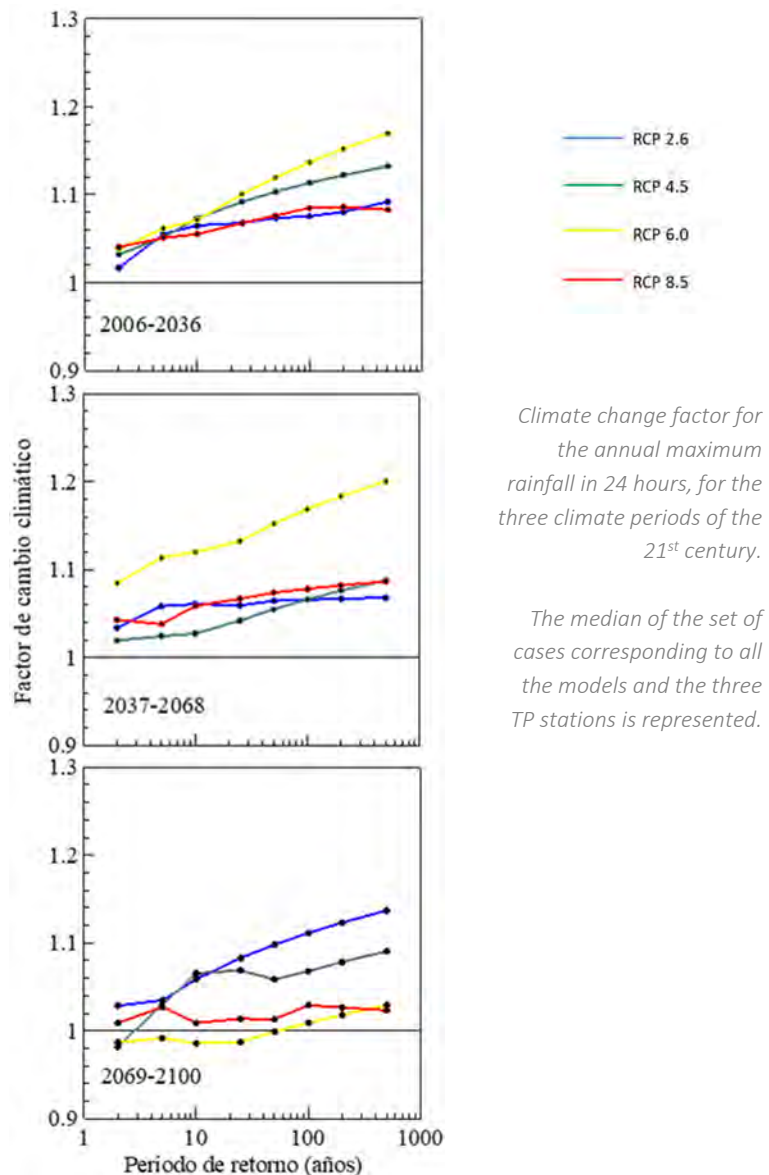 1.3
1.2
1.1
1
0.9
2006-2036
RCP 2.6
RCP 4.5
RCP 6.0
RCP 8.5
1.3
1.2
1.1
1
0.9
2037-2068
Factor de cambio climático
Climate change factor for
the annual maximum
rainfall in 24 hours, for the
three climate periods of the
21st century.
The median of the set of
cases corresponding to all
the models and the three
TP stations is represented.
1.3
1.2
1.1
1
0.9
2069-2100
1 10 100 1000
Periodo de retorno (años)